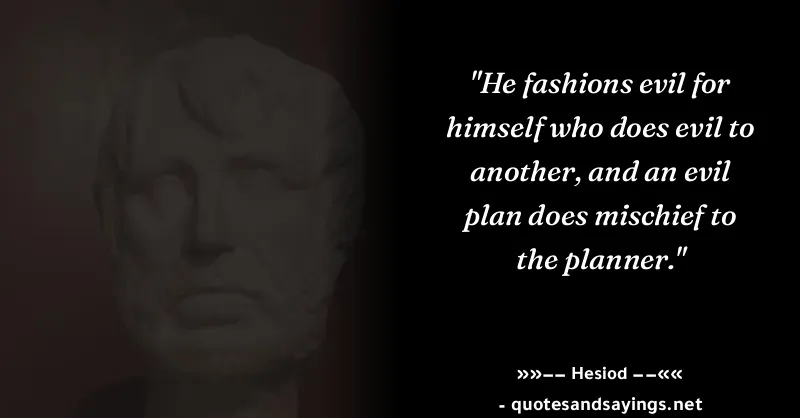 "He fashions evil for
himself who does evil to
another, and an evil
plan does mischief to
the planner."
»»–– Hesiod ––««
- quotesandsayings.net